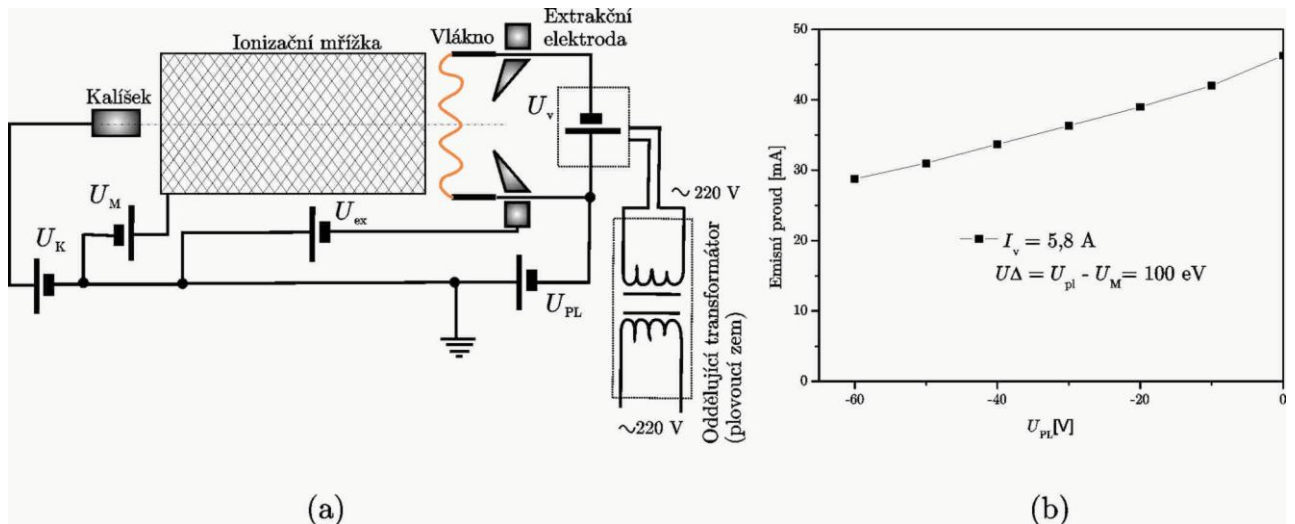 Ionizační mřížka
Vlákno
Extrakční
elektroda
Kalíšek
U_v
~ 220 V
U_M
U_ex
U_K
U_PL
Oddělující transformátor
(plovoucí zem)
~220 V
(a)
Emisní proud [mA]
50
40
30
20
10
0
I_v = 5,8 A
UΔ = U_pl - U_M = 100 eV
-60
-40
-20
0
U_PL[V]
(b)